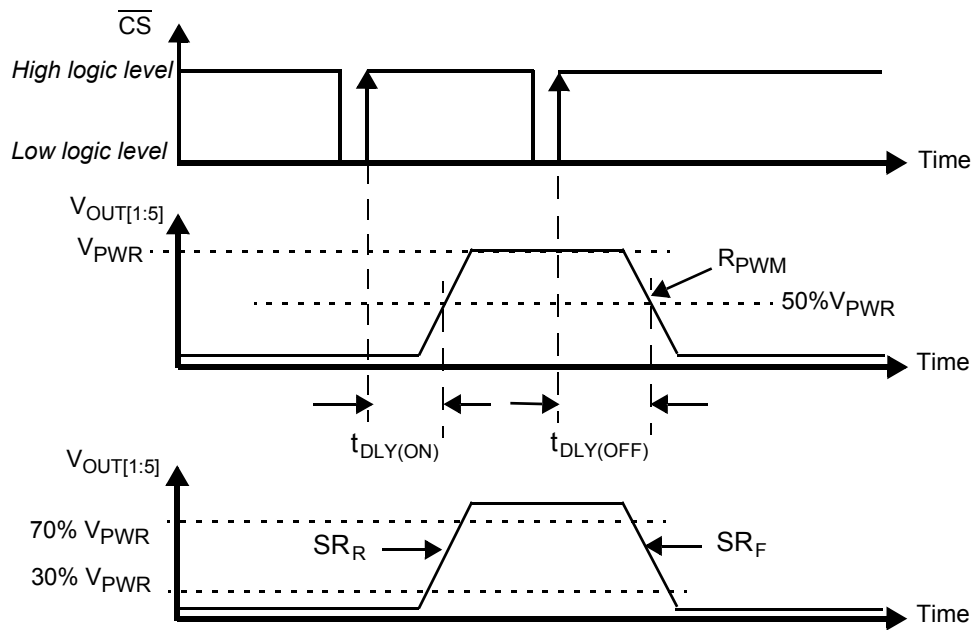 CS
High logic level
Low logic level
Time
VOUT[1:5]
VPWR
RPWM
50%VPWR
Time
tDLY(ON)
tDLY(OFF)
VOUT[1:5]
70% VPWR
SRR
SRF
30% VPWR
Time